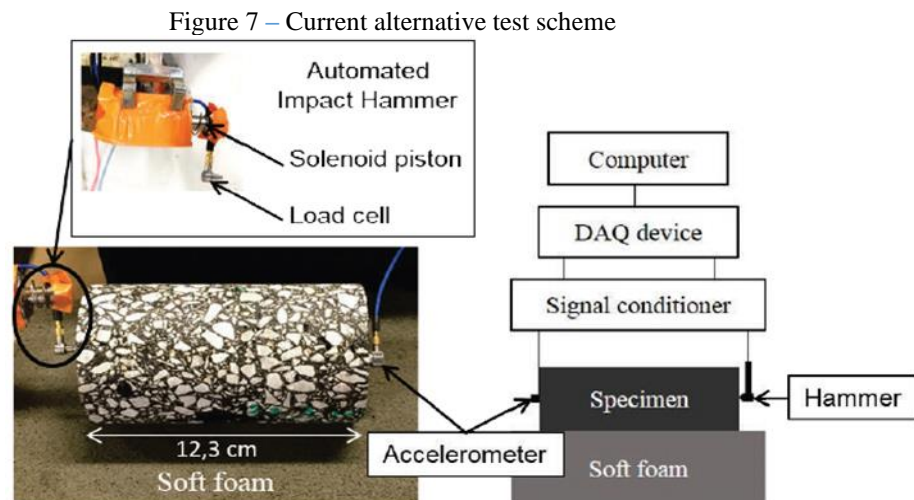 Figure 7 – Current alternative test scheme
Automated
Impact Hammer
Solenoid piston
Load cell
Computer
DAQ device
Signal conditioner
Specimen
Hammer
Accelerometer
12,3 cm
Soft foam
Soft foam